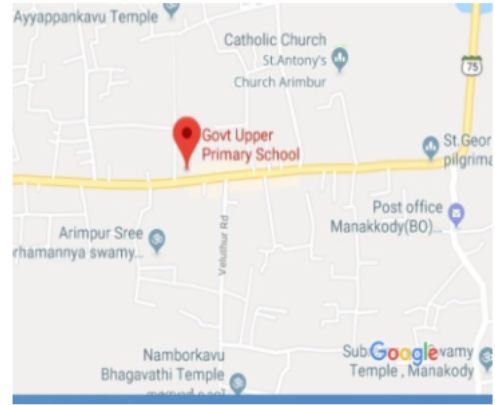 Ayyappankavu Temple
Catholic Church
St.Antony's
Church Arimbur
75
Govt Upper
Primary School
St.Geor
pilgrima
Post office
Manakkody(BO)...
Arimpur Sree
rhamannya swamy...
Veluthur Rd
Namborkavu
Bhagavathi Temple
Sub Google vamy
Temple , Manakody